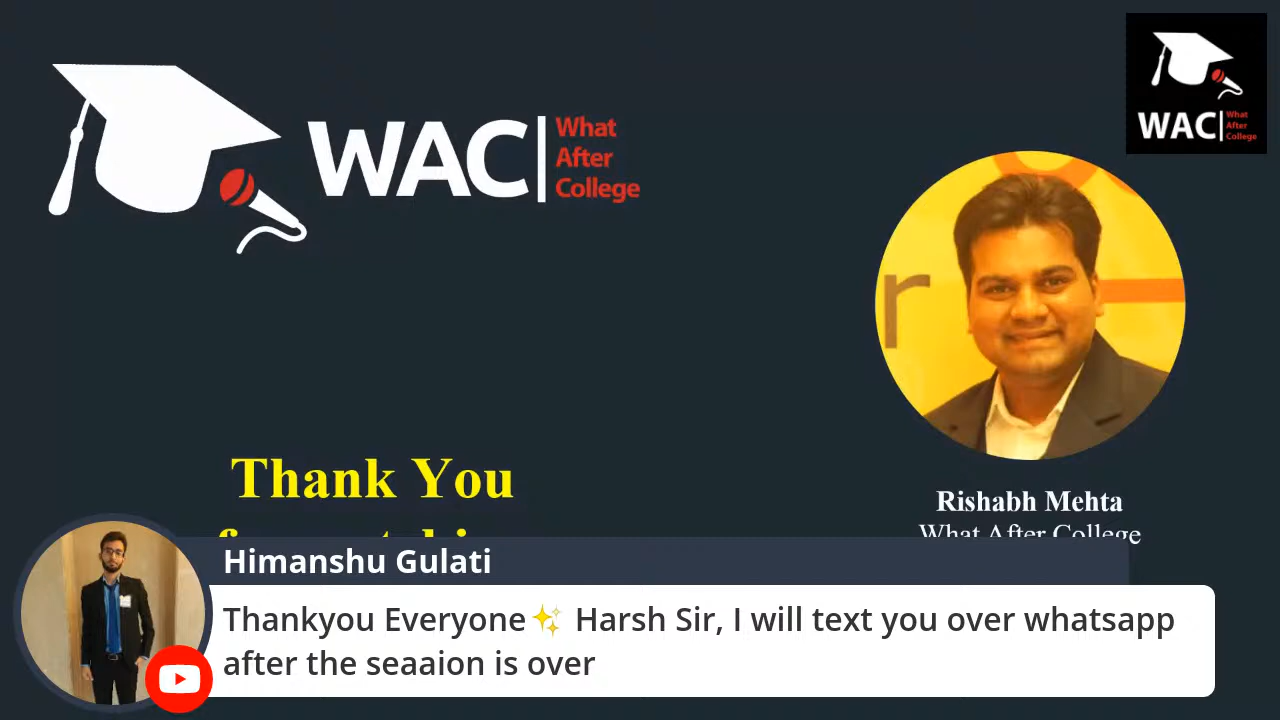 WAC
What
After
College
WAC
What
After
College
r
Thank You
Rishabh Mehta
What After College
Himanshu Gulati
Thankyou Everyone✨ Harsh Sir, I will text you over whatsapp
after the seaaion is over